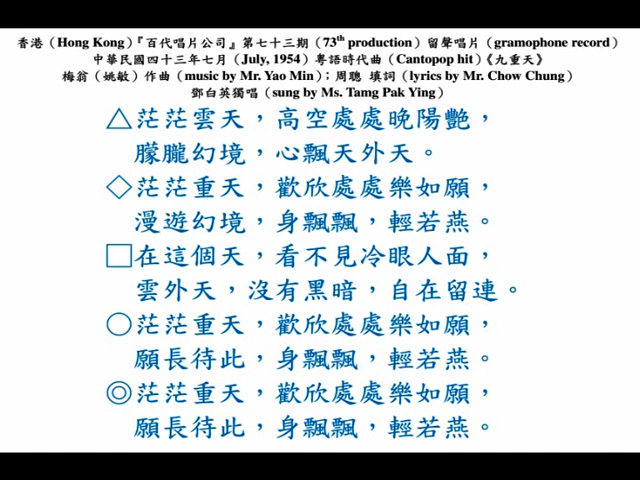 香港（Hong Kong）『百代唱片公司』第七十三期（73th production）留聲唱片（gramophone record）
中華民國四十三年七月（July, 1954）粵語時代曲（Cantopop hit）《九重天》
梅翁（姚敏）作曲（music by Mr. Yao Min）；周聰 填詞（lyrics by Mr. Chow Chung）
鄧白英獨唱（sung by Ms. Tamg Pak Ying）
△茫茫雲天，高空處處晚陽艷，
朦朧幻境，心飄天外天。
◇茫茫重天，歡欣處處樂如願，
漫遊幻境，身飄飄，輕若燕。
□在這個天，看不見冷眼人面，
雲外天，沒有黑暗，自在留連。
○茫茫重天，歡欣處處樂如願，
願長待此，身飄飄，輕若燕。
◎茫茫重天，歡欣處處樂如願，
願長待此，身飄飄，輕若燕。